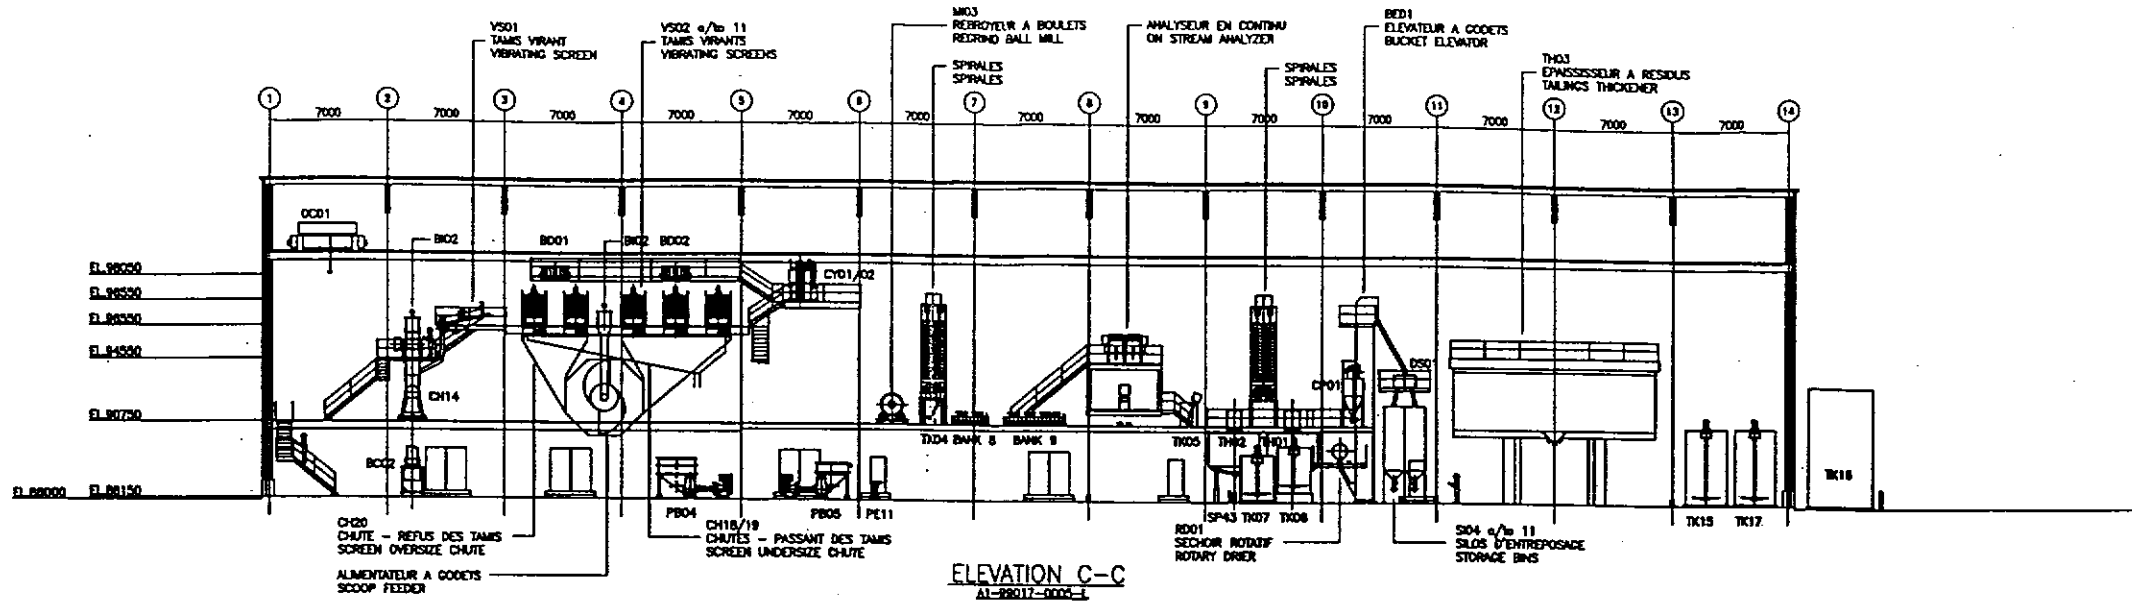 VS01
TAMIS VIRANT
VIBRATING SCREEN
VS02 a/to 11
TAMIS VIRANTS
VIBRATING SCREENS
MI03
REBROYEUR A BOULETS
REGRIND BALL MILL
SPIRALES
SPIRALES
ANALYSEUR EN CONTINU
ON STREAM ANALYZER
SPIRALES
SPIRALES
BE01
ELEVATEUR A GODETS
BUCKET ELEVATOR
TH03
EPAISSISSEUR A RESIDUS
TAILINGS THICKENER
1 2 3 4 5 6 7 8 9 10 11 12 13 14
7000 7000 7000 7000 7000 7000 7000 7000 7000 7000 7000 7000 7000
OC01
BI02
BD01
BI02
BD02
CY01/02
EL.98050
EL.96550
EL.94550
EL.90750
EL.88000
EL.88150
CH14
BC02
CP01
TK04
BANK 8
BANK 9
TK05
TH02
TH01
PB04
PB05
PE11
SP43
TK07
TK08
TK15
TK17
TK16
CH20
CHUTE - REFUS DES TAMIS
SCREEN OVERSIZE CHUTE
CH18/19
CHUTES - PASSANT DES TAMIS
SCREEN UNDERSIZE CHUTE
ALIMENTATEUR A GODETS
SCOOP FEEDER
RD01
SECHOIR ROTATIF
ROTARY DRIER
SI04 a/to 11
SILOS D'ENTREPOSAGE
STORAGE BINS
ELEVATION C-C
A1-99017-0005-E